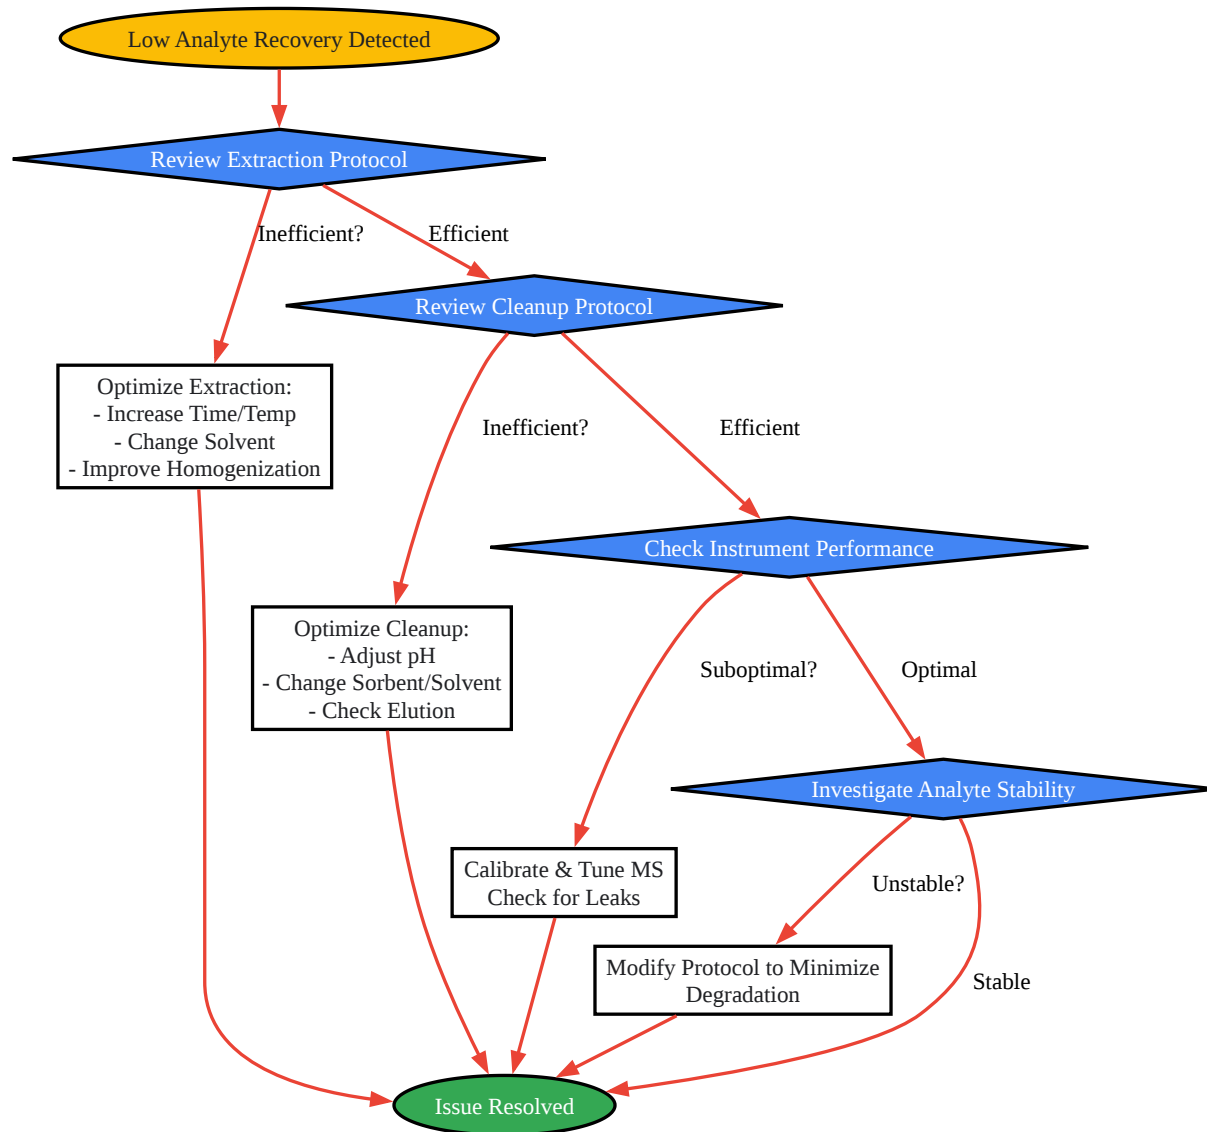 Low Analyte Recovery Detected
Review Extraction Protocol
Inefficient?
Efficient
Review Cleanup Protocol
Optimize Extraction:
- Increase Time/Temp
- Change Solvent
- Improve Homogenization
Inefficient?
Efficient
Check Instrument Performance
Optimize Cleanup:
- Adjust pH
- Change Sorbent/Solvent
- Check Elution
Suboptimal?
Optimal
Investigate Analyte Stability
Calibrate & Tune MS
Check for Leaks
Unstable?
Stable
Modify Protocol to Minimize
Degradation
Issue Resolved